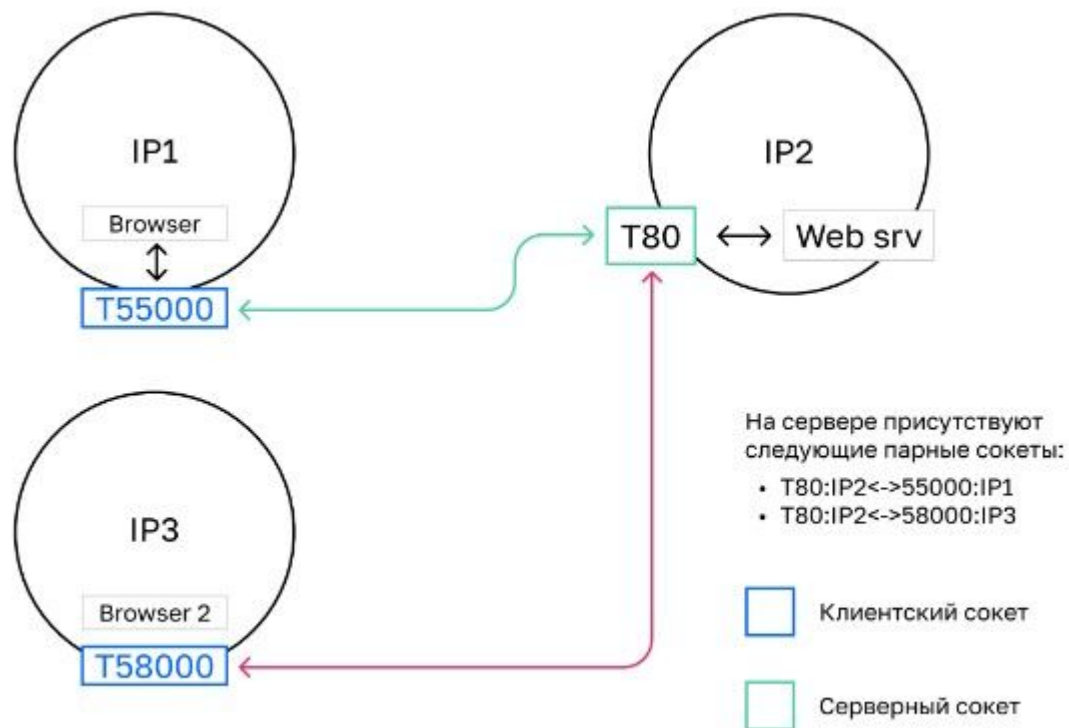 IP1
Browser
T55000
IP2
T80
Web srv
IP3
Browser 2
T58000
На сервере присутствуют
следующие парные сокеты:
• T80:IP2<->55000:IP1
• T80:IP2<->58000:IP3
Клиентский сокет
Серверный сокет